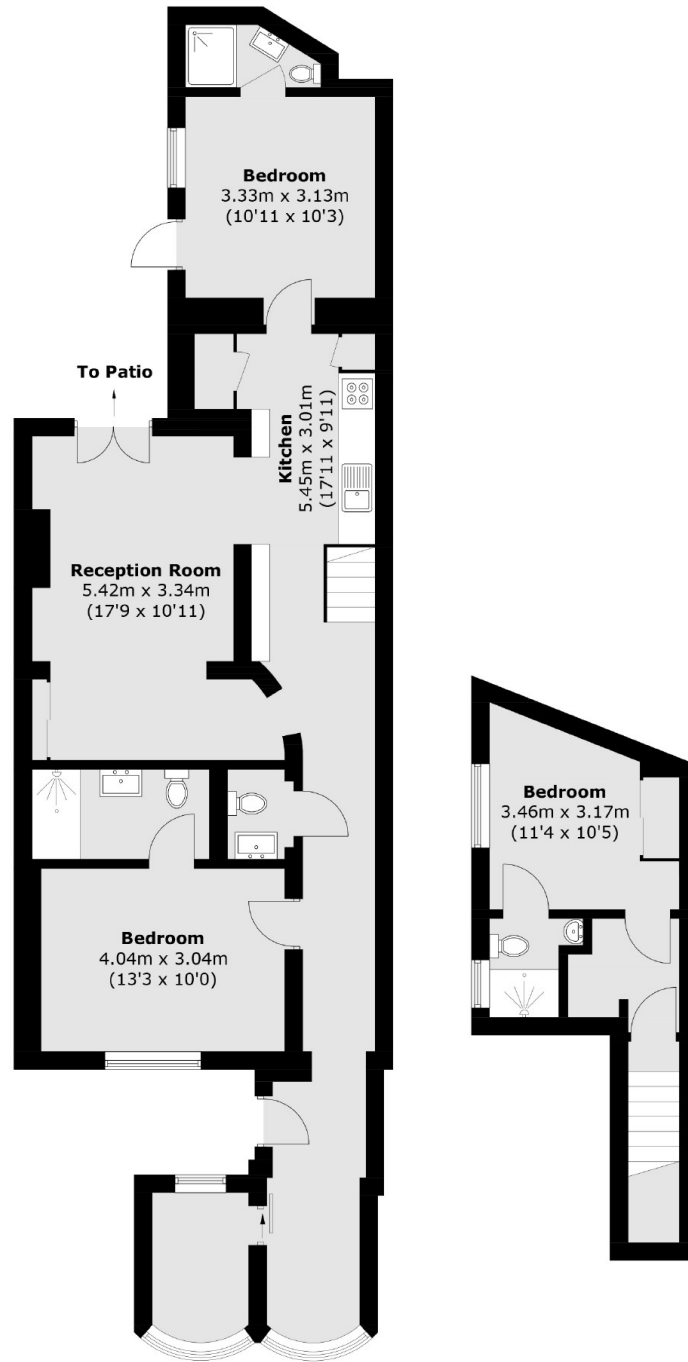 Bedroom
3.33m x 3.13m
(10'11 x 10'3)
To Patio
Kitchen
5.45m x 3.01m
(17'11 x 9'11)
Reception Room
5.42m x 3.34m
(17'9 x 10'11)
Bedroom
4.04m x 3.04m
(13'3 x 10'0)
Bedroom
3.46m x 3.17m
(11'4 x 10'5)